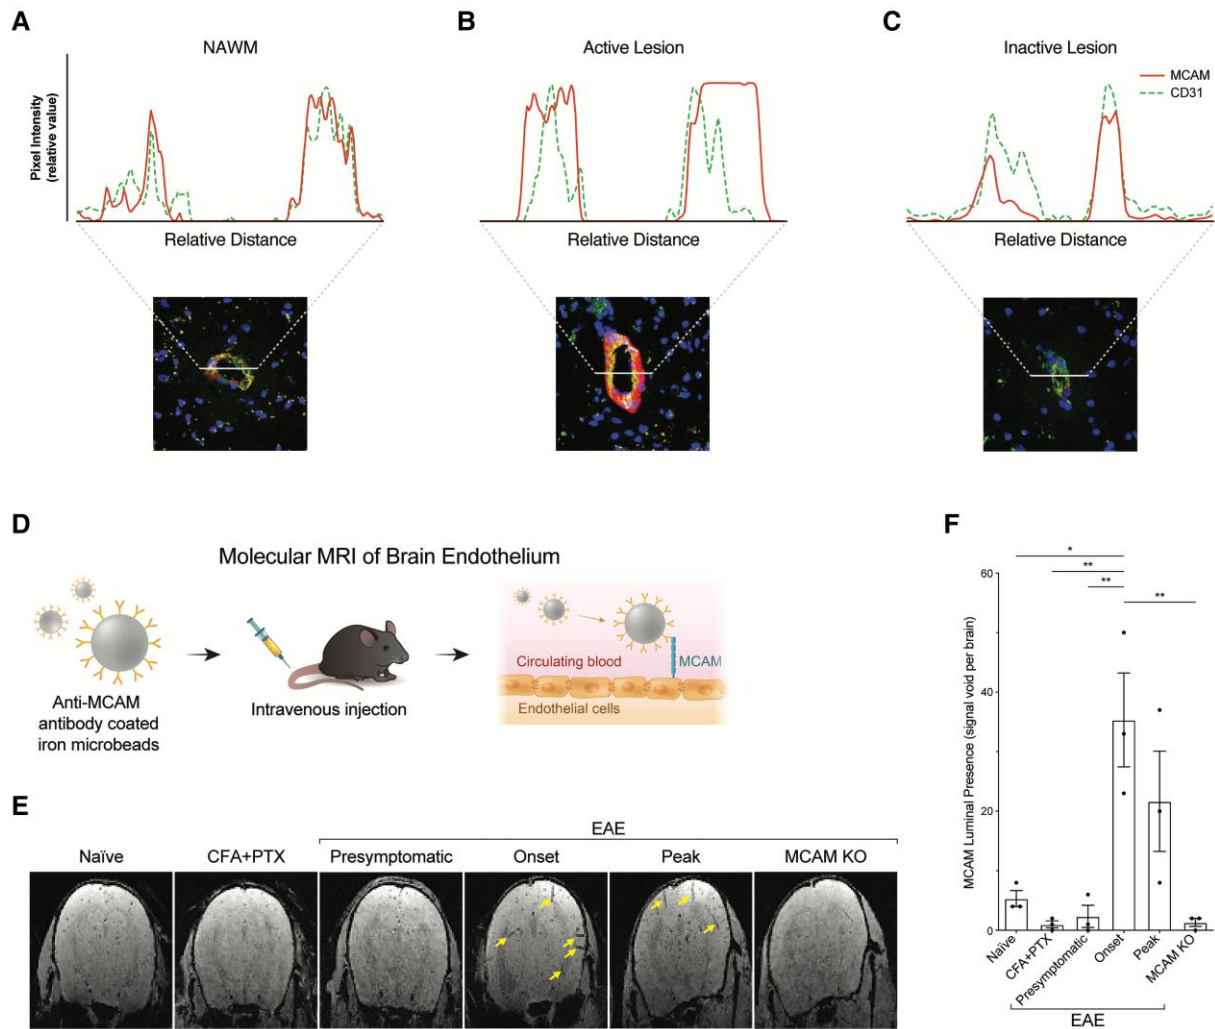 A
NAWM
B
Active Lesion
C
Inactive Lesion
MCAM
CD31
Pixel Intensity
(relative value)
Relative Distance
Relative Distance
Relative Distance
D
Molecular MRI of Brain Endothelium
Anti-MCAM
antibody coated
iron microbeads
Intravenous injection
Circulating blood
MCAM
Endothelial cells
E
EAE
Naïve
CFA+PTX
Presymptomatic
Onset
Peak
MCAM KO
F
*
**
**
**
MCAM Luminal Presence (signal void per brain)
60
40
20
0
Naïve
CFA+PTX
Presymptomatic
Onset
Peak
MCAM KO
EAE